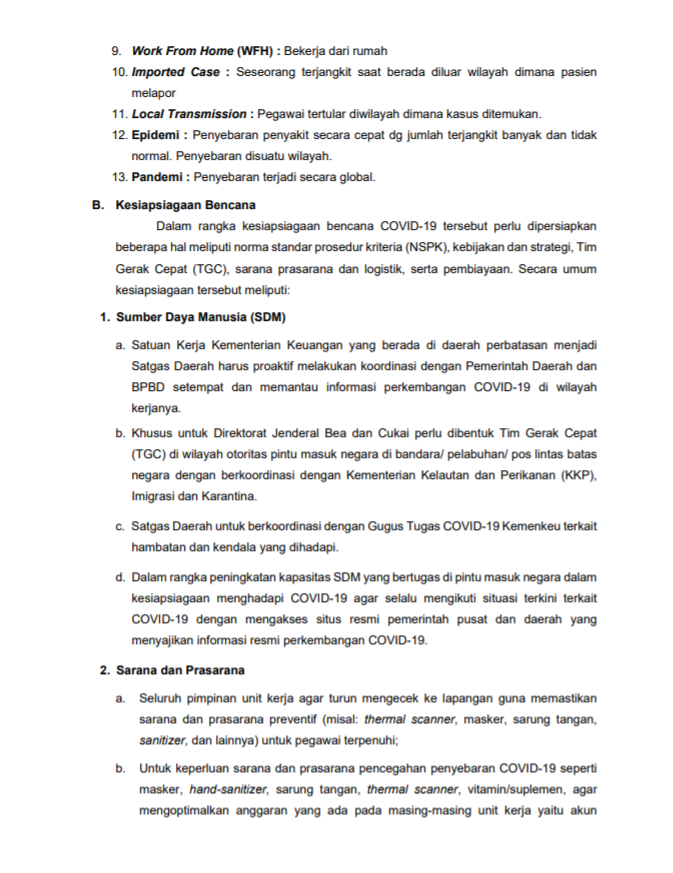 9. Work From Home (WFH) : Bekerja dari rumah
10. Imported Case : Seseorang terjangkit saat berada diluar wilayah dimana pasien
melapor
11. Local Transmission : Pegawai tertular diwilayah dimana kasus ditemukan.
12. Epidemi : Penyebaran penyakit secara cepat dg jumlah terjangkit banyak dan tidak
normal. Penyebaran disuatu wilayah.
13. Pandemi : Penyebaran terjadi secara global.
B. Kesiapsiagaan Bencana
Dalam rangka kesiapsiagaan bencana COVID-19 tersebut perlu dipersiapkan
beberapa hal meliputi norma standar prosedur kriteria (NSPK), kebijakan dan strategi, Tim
Gerak Cepat (TGC), sarana prasarana dan logistik, serta pembiayaan. Secara umum
kesiapsiagaan tersebut meliputi:
1. Sumber Daya Manusia (SDM)
a. Satuan Kerja Kementerian Keuangan yang berada di daerah perbatasan menjadi
Satgas Daerah harus proaktif melakukan koordinasi dengan Pemerintah Daerah dan
BPBD setempat dan memantau informasi perkembangan COVID-19 di wilayah
kerjanya.
b. Khusus untuk Direktorat Jenderal Bea dan Cukai perlu dibentuk Tim Gerak Cepat
(TGC) di wilayah otoritas pintu masuk negara di bandara/ pelabuhan/ pos lintas batas
negara dengan berkoordinasi dengan Kementerian Kelautan dan Perikanan (KKP),
Imigrasi dan Karantina.
c. Satgas Daerah untuk berkoordinasi dengan Gugus Tugas COVID-19 Kemenkeu terkait
hambatan dan kendala yang dihadapi.
d. Dalam rangka peningkatan kapasitas SDM yang bertugas di pintu masuk negara dalam
kesiapsiagaan menghadapi COVID-19 agar selalu mengikuti situasi terkini terkait
COVID-19 dengan mengakses situs resmi pemerintah pusat dan daerah yang
menyajikan informasi resmi perkembangan COVID-19.
2. Sarana dan Prasarana
a. Seluruh pimpinan unit kerja agar turun mengecek ke lapangan guna memastikan
sarana dan prasarana preventif (misal: thermal scanner, masker, sarung tangan,
sanitizer, dan lainnya) untuk pegawai terpenuhi;
b. Untuk keperluan sarana dan prasarana pencegahan penyebaran COVID-19 seperti
masker, hand-sanitizer, sarung tangan, thermal scanner, vitamin/suplemen, agar
mengoptimalkan anggaran yang ada pada masing-masing unit kerja yaitu akun